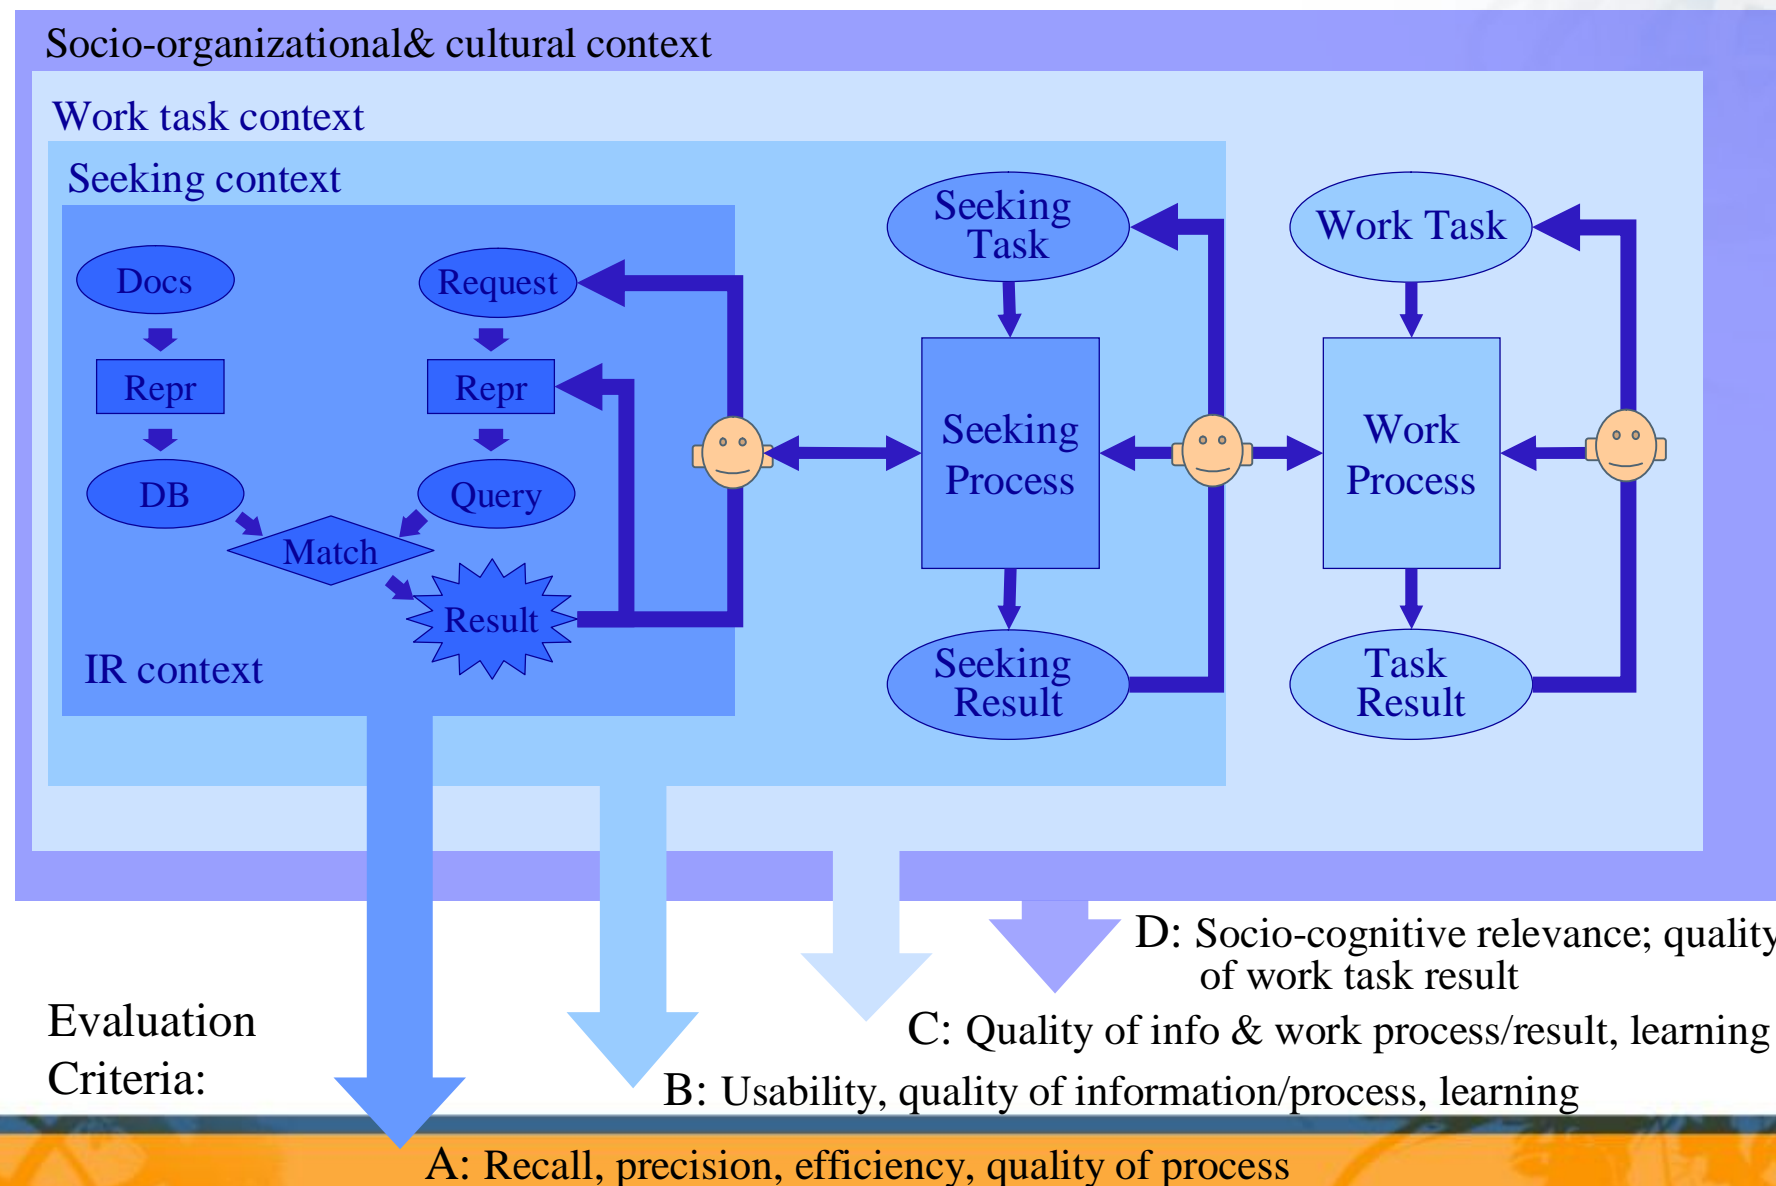 Socio-organizational& cultural context
Work task context
Seeking context
Docs
Repr
DB
Request
Repr
Query
Match
Result
IR context
Seeking
Task
Seeking
Process
Seeking
Result
Work Task
Work
Process
Task
Result
Evaluation
Criteria:
D: Socio-cognitive relevance; quality
of work task result
C: Quality of info & work process/result, learning
B: Usability, quality of information/process, learning
A: Recall, precision, efficiency, quality of process